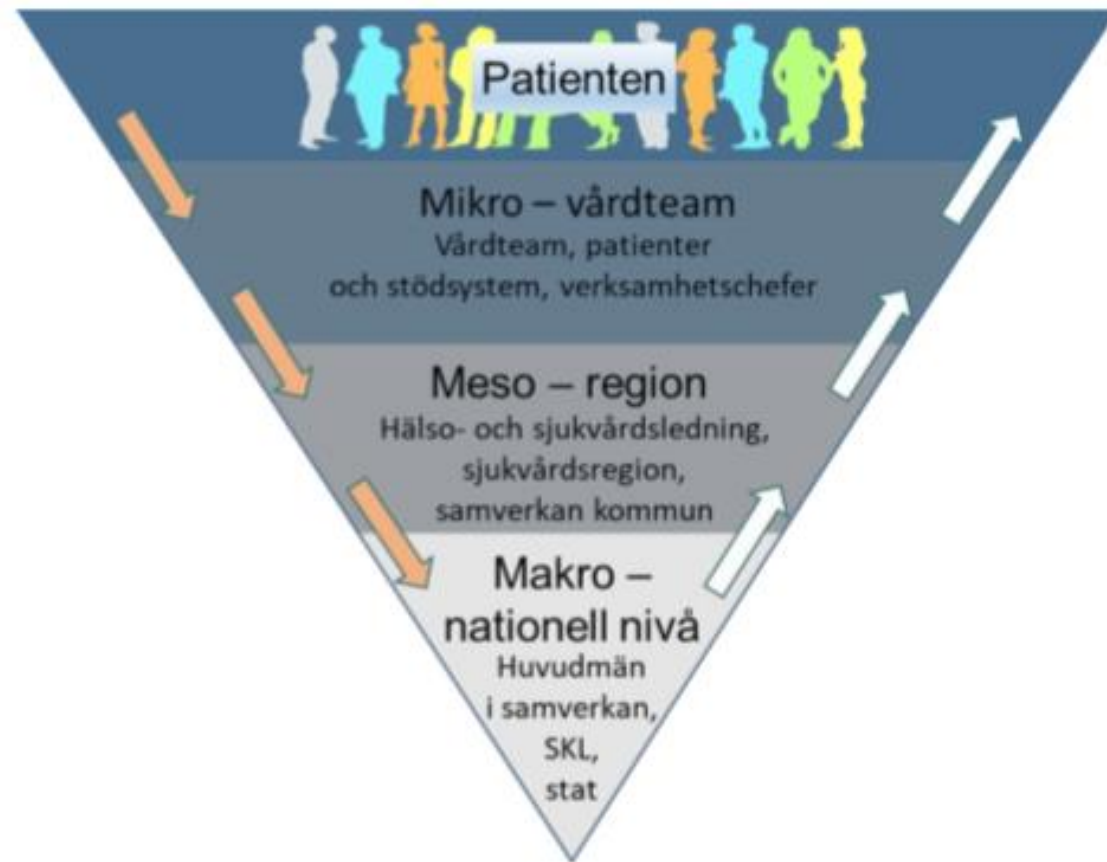 Patienten
Mikro – vårdteam
Vårdteam, patienter
och stödsystem, verksamhetschefer
Meso – region
Hälso- och sjukvårdsledning,
sjukvårdsregion,
samverkan kommun
Makro –
nationell nivå
Huvudmän
i samverkan,
SKL,
stat